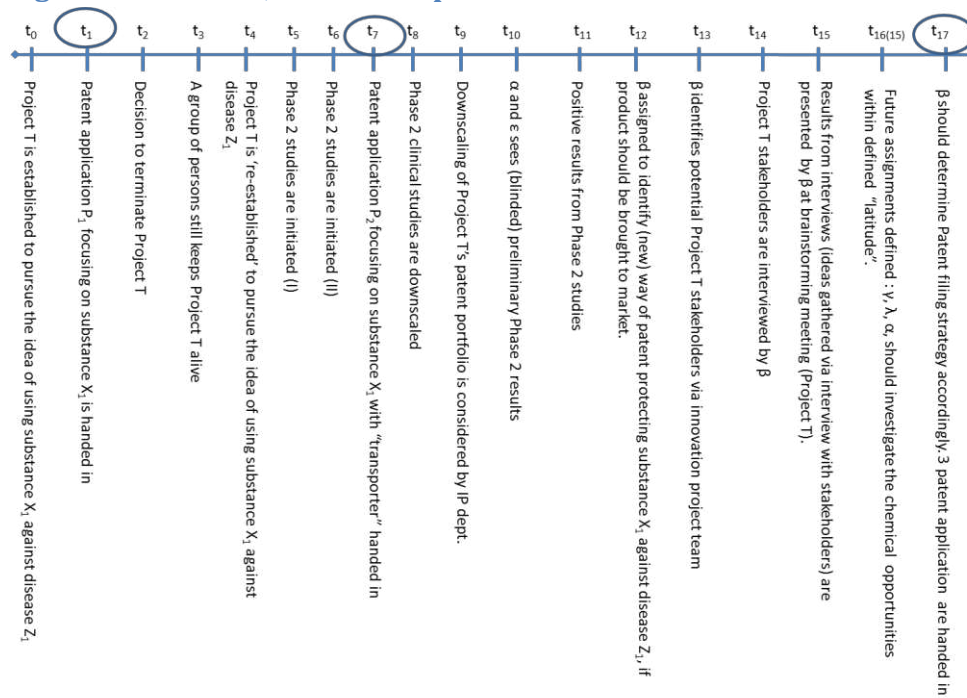 t0
t1
t2
t3
t4
t5
t6
t7
t8
t9
t10
t11
t12
t13
t14
t15
t16(15)
t17
Project T is established to pursue the idea of using substance X1 against disease Z1
Patent application P1 focusing on substance X1 is handed in
Decision to terminate Project T
A group of persons still keeps Project T alive
Project T is 're-established' to pursue the idea of using substance X1 against
disease Z1
Phase 2 studies are initiated (I)
Phase 2 studies are initiated (II)
Patent application P2 focusing on substance X1 with "transporter" handed in
Phase 2 clinical studies are downscaled
Downscaling of Project T's patent portfolio is considered by IP dept.
α and ε sees (blinded) preliminary Phase 2 results
Positive results from Phase 2 studies
β assigned to identify (new) way of patent protecting substance X1 against disease Z1, if
product should be brought to market.
β identifies potential Project T stakeholders via innovation project team
Project T stakeholders are interviewed by β
Results from interviews (ideas gathered via interview with stakeholders) are
presented by β at brainstorming meeting (Project T).
Future assignments defined : γ, λ, α, should investigate the chemical opportunities
within defined "latitude".
β should determine Patent filing strategy accordingly. 3 patent application are handed in